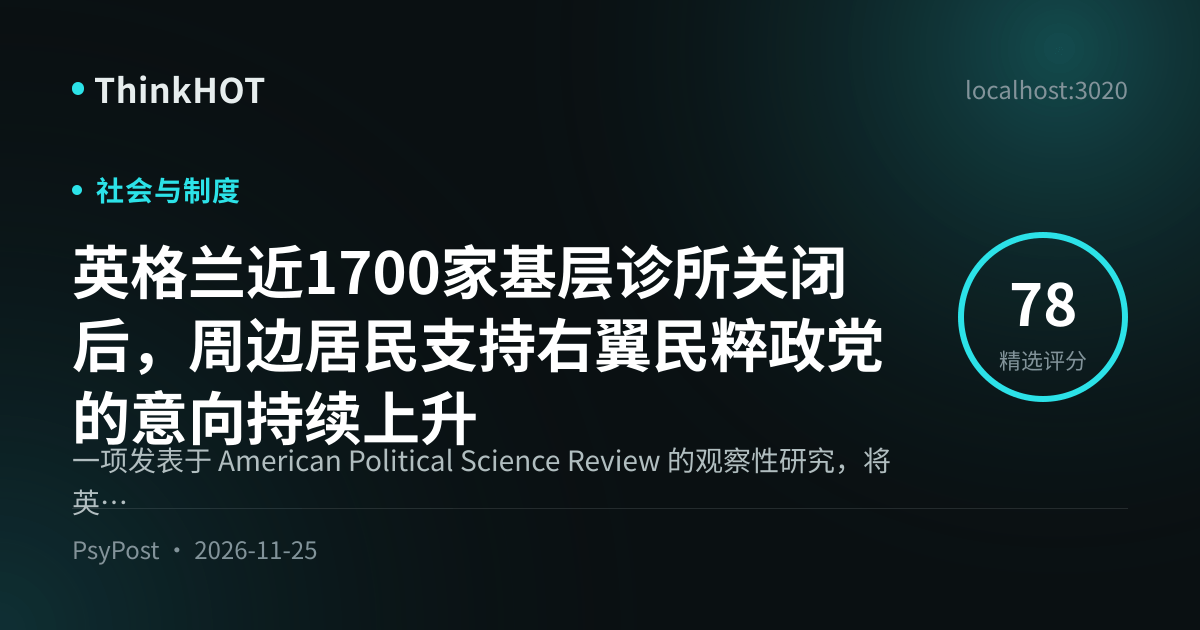 ThinkHOT
localhost:3020
社会与制度
英格兰近1700家基层诊所关闭
后，周边居民支持右翼民粹政党
的意向持续上升
78
精选评分
一项发表于 American Political Science Review 的观察性研究，将
英…
PsyPost · 2026-11-25